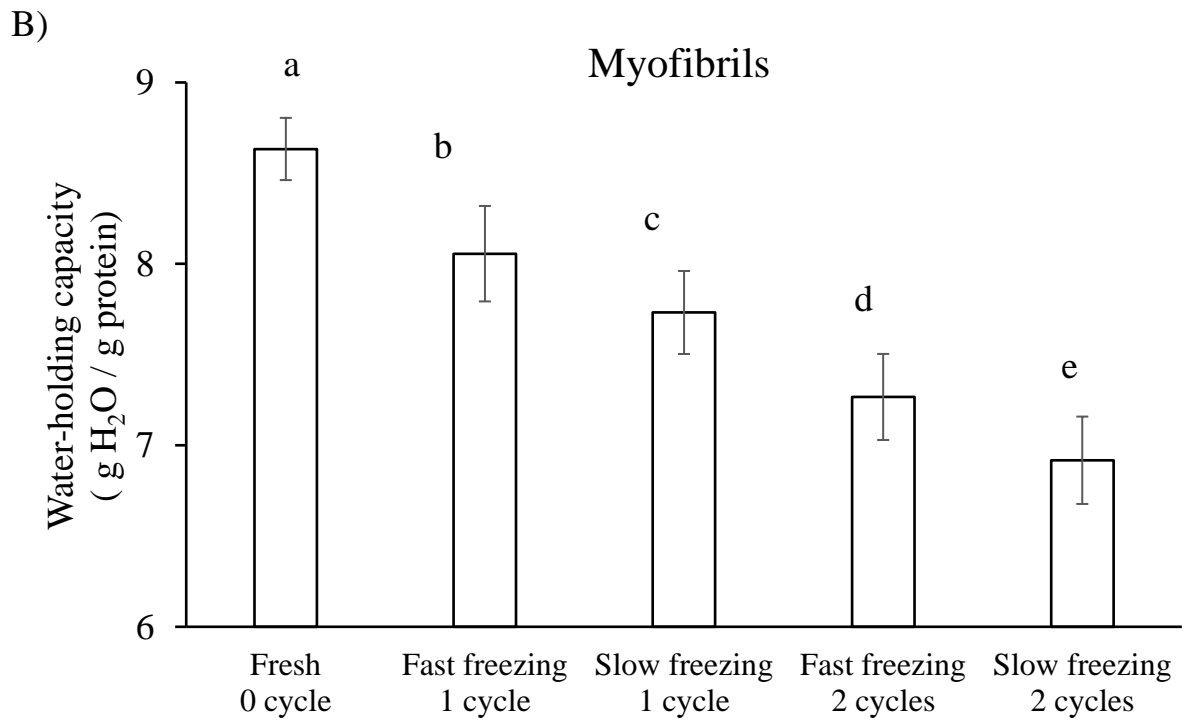 B)
Myofibrils
Water-holding capacity
( g H₂O / g protein)
9
8
7
6
a
b
c
d
e
Fresh
0 cycle
Fast freezing
1 cycle
Slow freezing
1 cycle
Fast freezing
2 cycles
Slow freezing
2 cycles